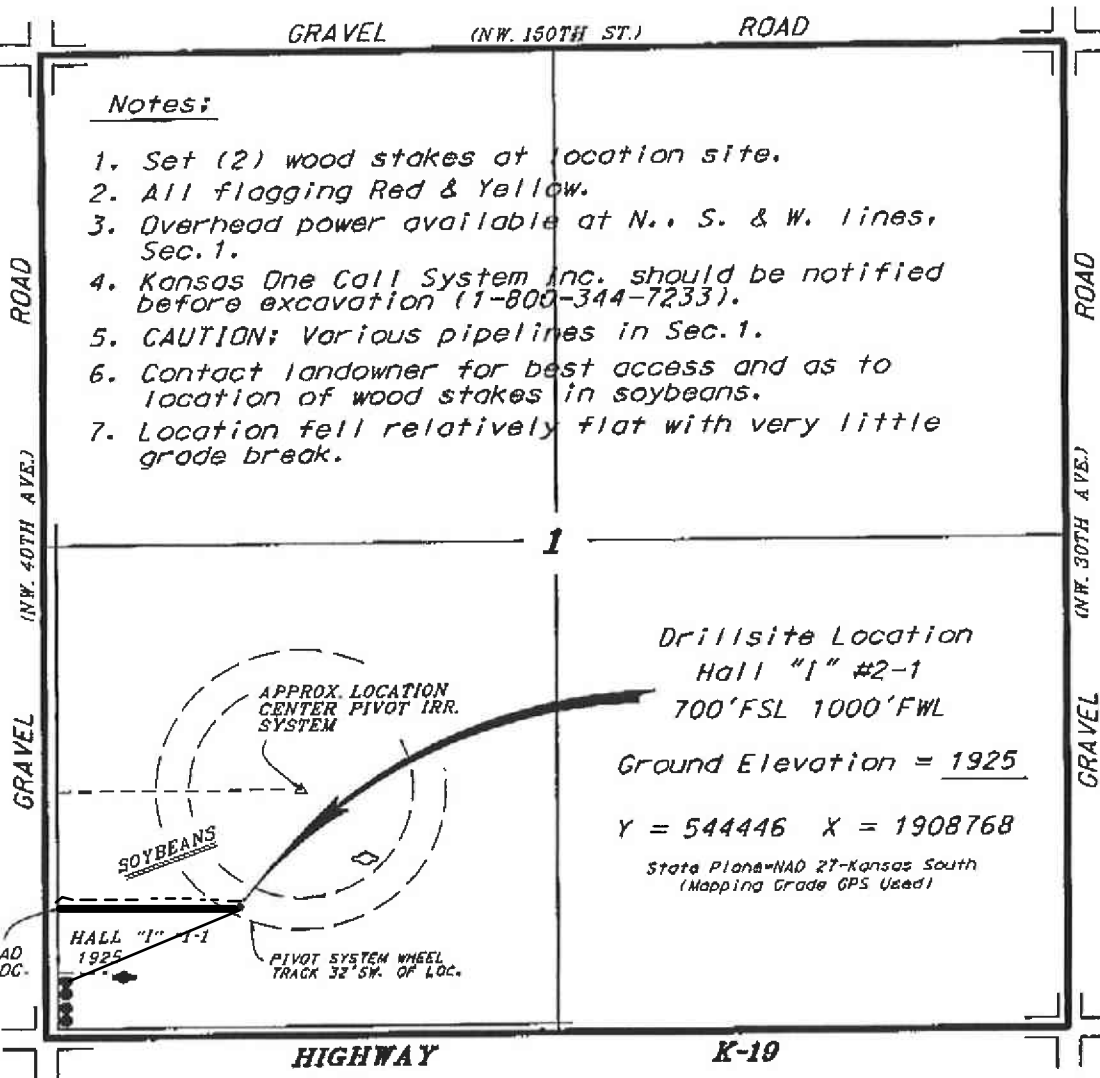 GRAVEL (NW. 150TH ST.) ROAD
Notes:
1. Set (2) wood stakes at location site.
2. All flagging Red & Yellow.
3. Overhead power available at N., S. & W. lines,
Sec. 1.
4. Kansas One Call System Inc. should be notified
before excavation (1-800-344-7233).
5. CAUTION: Various pipelines in Sec. 1.
6. Contact landowner for best access and as to
location of wood stakes in soybeans.
7. Location fell relatively flat with very little
grade break.
GRAVEL (NW. 40TH AVE.) ROAD
GRAVEL (NW. 30TH AVE.) ROAD
1
Drillsite Location
Hall "I" #2-1
700'FSL 1000'FWL
Ground Elevation = 1925
Y = 544446 X = 1908768
State Plane-NAD 27-Kansas South
(Mapping Grade GPS Used)
APPROX. LOCATION
CENTER PIVOT IRR.
SYSTEM
SOYBEANS
HALL "I"
1925
PIVOT SYSTEM WHEEL
TRACK 32'SW. OF LOC.
HIGHWAY K-19